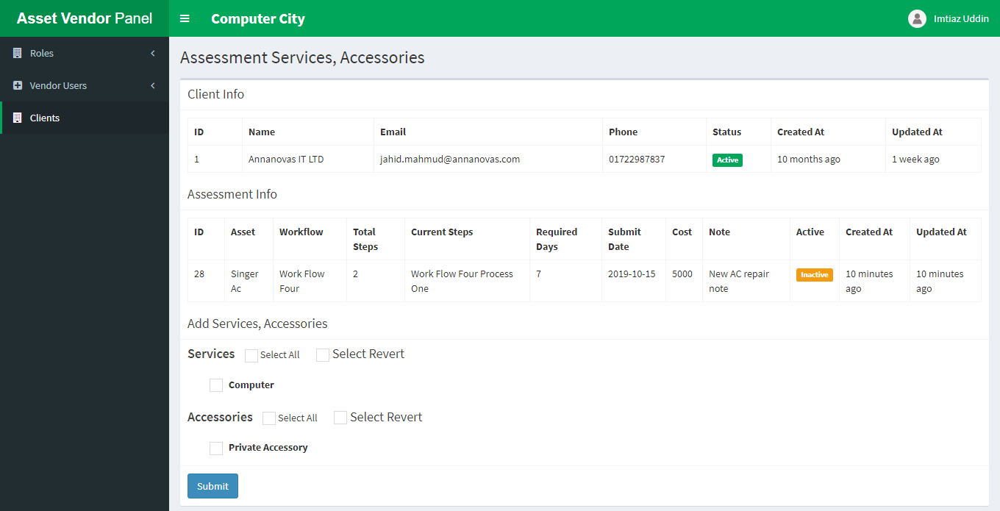 Asset Vendor Panel
Computer City
Imtiaz Uddin
Roles
Vendor Users
Clients
Assessment Services, Accessories
Client Info
ID Name Email Phone Status Created At Updated At
1 Annanovas IT LTD jahid.mahmud@annanovas.com 01722987837 Active 10 months ago 1 week ago
Assessment Info
ID Asset Workflow Total Steps Current Steps Required Days Submit Date Cost Note Active Created At Updated At
28 Singer Ac Work Flow Four 2 Work Flow Four Process One 7 2019-10-15 5000 New AC repair note Inactive 10 minutes ago 10 minutes ago
Add Services, Accessories
Services Select All Select Revert
Computer
Accessories Select All Select Revert
Private Accessory
Submit